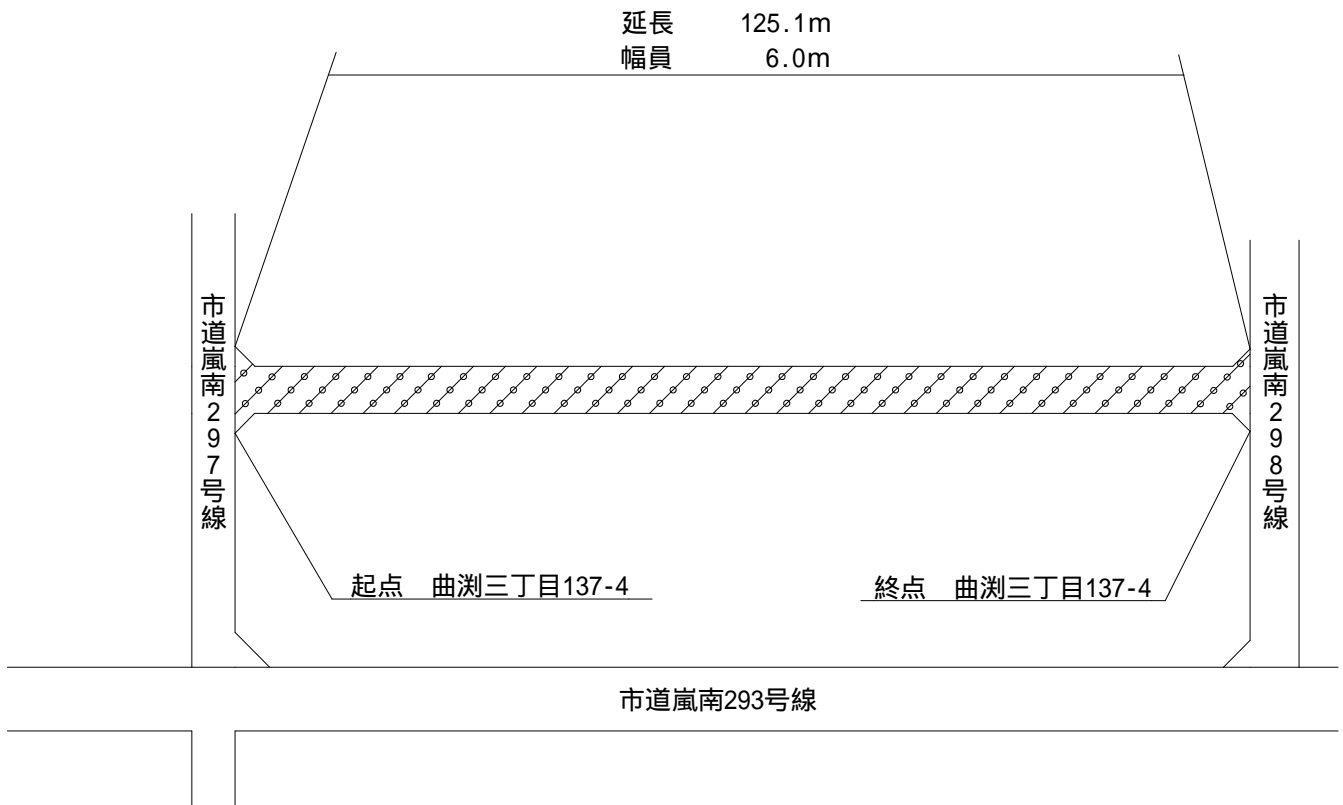 延長 125.1m
幅員 6.0m
市道嵐南297号線
市道嵐南298号線
起点 曲渕三丁目137-4
終点 曲渕三丁目137-4
市道嵐南293号線